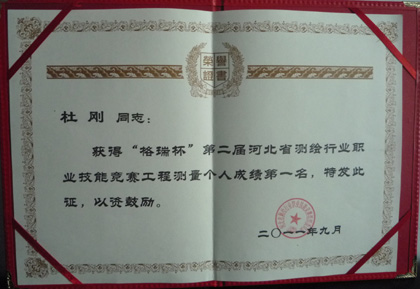 荣誉
證書
杜刚 同志：
获得“格瑞杯”第二届河北省测绘行业职
业技能竞赛工程测量个人成绩第一名，特发此
证，以资鼓励。
二〇一一年九月